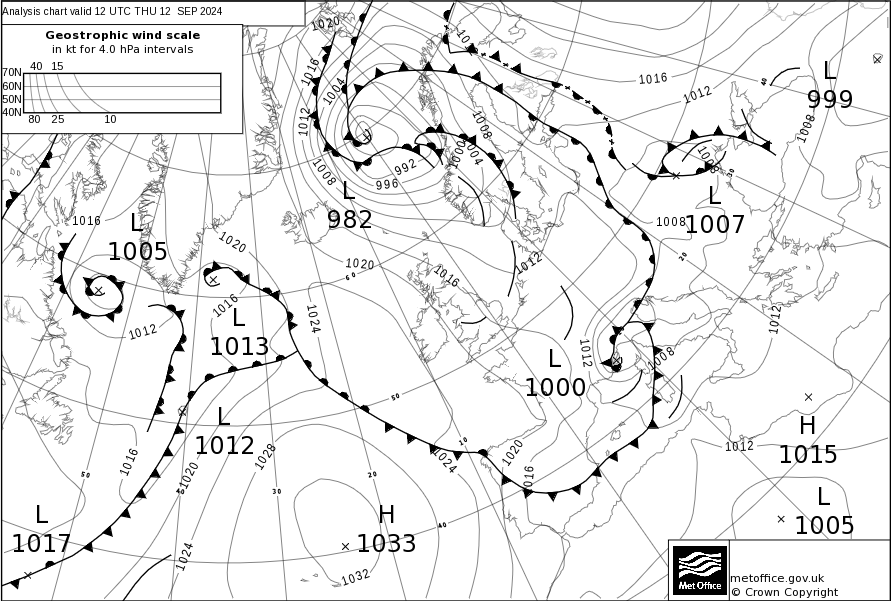 Analysis chart valid 12 UTC THU 12 SEP 2024
Geostrophic wind scale
in kt for 4.0 hPa intervals
40 15
70N
60N
50N
40N
80 25 10
1020
1016
1004
1012
1008
1016
1012
40
L
999
1008
1008
1000
1004
992
996
1008
30
L
982
L
1007
1008
1016
L
1005
1020
1020
60
1016
1012
20
1016
1012
L
1013
1024
1012
1012
1008
L
1000
50
L
1012
1016
1020
1028
10
1024
1020
1016
H
1015
1012
50
40
30
20
40
L
1017
H
1033
L
1005
1024
1032
Met Office
metoffice.gov.uk
© Crown Copyright